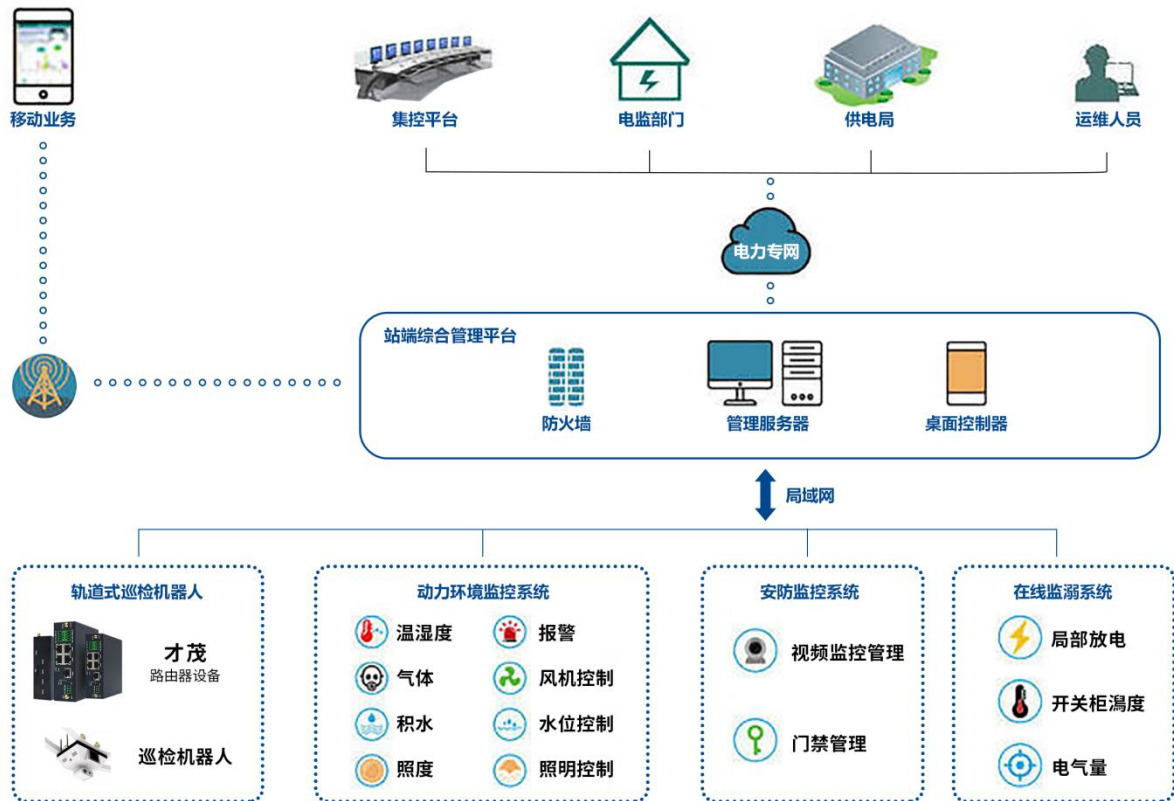 移动业务
集控平台
电监部门
供电局
运维人员
电力专网
站端综合管理平台
防火墙
管理服务器
桌面控制器
局域网
轨道式巡检机器人
才茂
路由器设备
巡检机器人
动力环境监控系统
温湿度
报警
气体
风机控制
积水
水位控制
照度
照明控制
安防监控系统
视频监控管理
门禁管理
在线监溺系统
局部放电
开关柜潟度
电气量